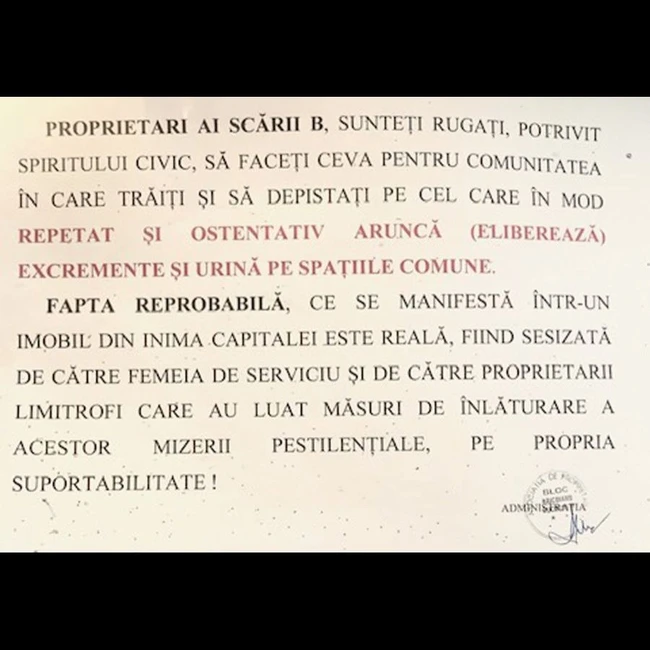 PROPRIETARI AI SCĂRII B, SUNTEȚI RUGAȚI, POTRIVIT
SPIRITULUI CIVIC, SĂ FACEȚI CEVA PENTRU COMUNITATEA
ÎN CARE TRĂIȚI ȘI SĂ DEPISTAȚI PE CEL CARE ÎN MOD
REPETAT ȘI OSTENTATIV ARUNCĂ (ELIBEREAZĂ)
EXCREMENTE ȘI URINĂ PE SPAȚIILE COMUNE.
FAPTA REPROBABILĂ, CE SE MANIFESTĂ ÎNTR-UN
IMOBIL DIN INIMA CAPITALEI ESTE REALĂ, FIIND SESIZATĂ
DE CĂTRE FEMEIA DE SERVICIU ȘI DE CĂTRE PROPRIETARII
LIMITROFI CARE AU LUAT MĂSURI DE ÎNLĂTURARE A
ACESTOR MIZERII PESTILENȚIALE, PE PROPRIA
SUPORTABILITATE !
BLOC
ADMINISTRAȚIA